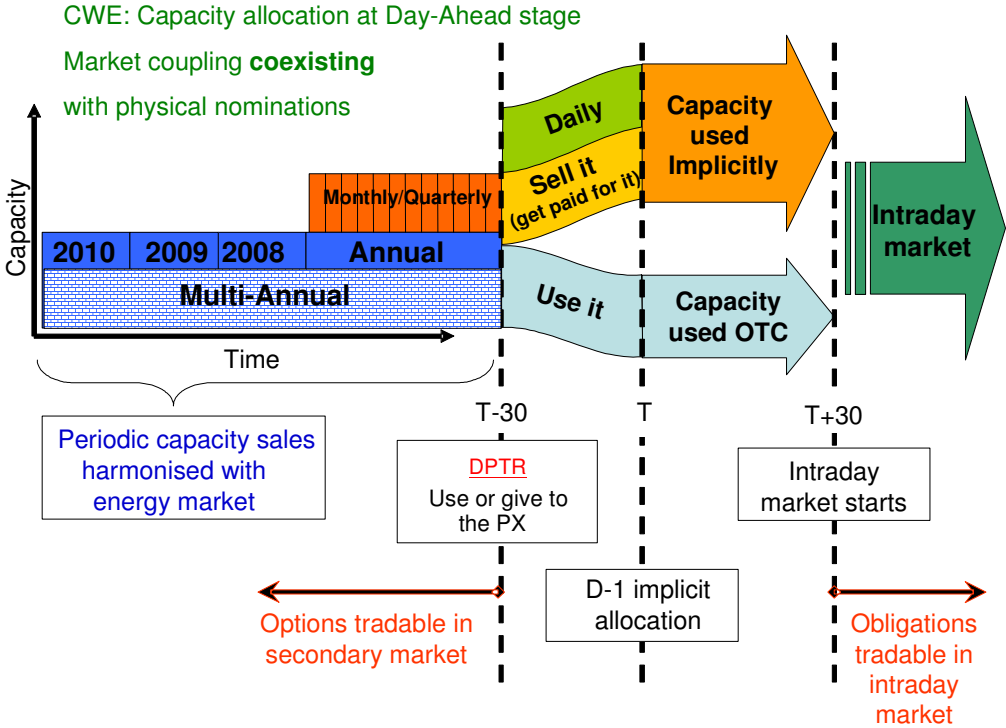 CWE: Capacity allocation at Day-Ahead stage
Market coupling coexisting
with physical nominations
Capacity
Time
2010
2009
2008
Annual
Monthly/Quarterly
Multi-Annual
Daily
Sell it
(get paid for it)
Use it
Capacity
used
Implicitly
Capacity
used OTC
Intraday
market
T-30
T
T+30
Periodic capacity sales
harmonised with
energy market
DPTR
Use or give to
the PX
Intraday
market starts
D-1 implicit
allocation
Options tradable in
secondary market
Obligations
tradable in
intraday
market